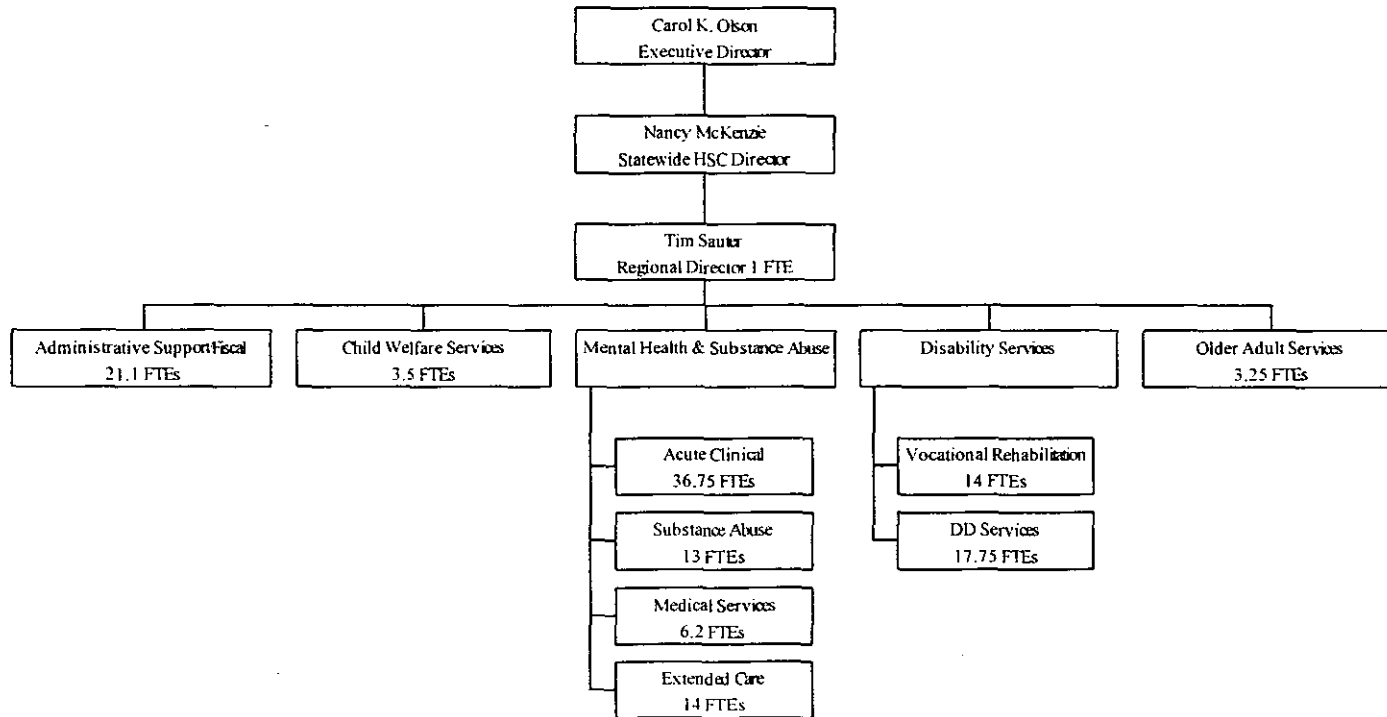 Carol K. Olson
Executive Director
Nancy McKenzie
Statewide HSC Director
Tim Sauter
Regional Director 1 FTE
Administrative Support/Fiscal
21.1 FTEs
Child Welfare Services
3.5 FTEs
Mental Health & Substance Abuse
Disability Services
Older Adult Services
3.25 FTEs
Acute Clinical
36.75 FTEs
Substance Abuse
13 FTEs
Medical Services
6.2 FTEs
Extended Care
14 FTEs
Vocational Rehabilitation
14 FTEs
DD Services
17.75 FTEs